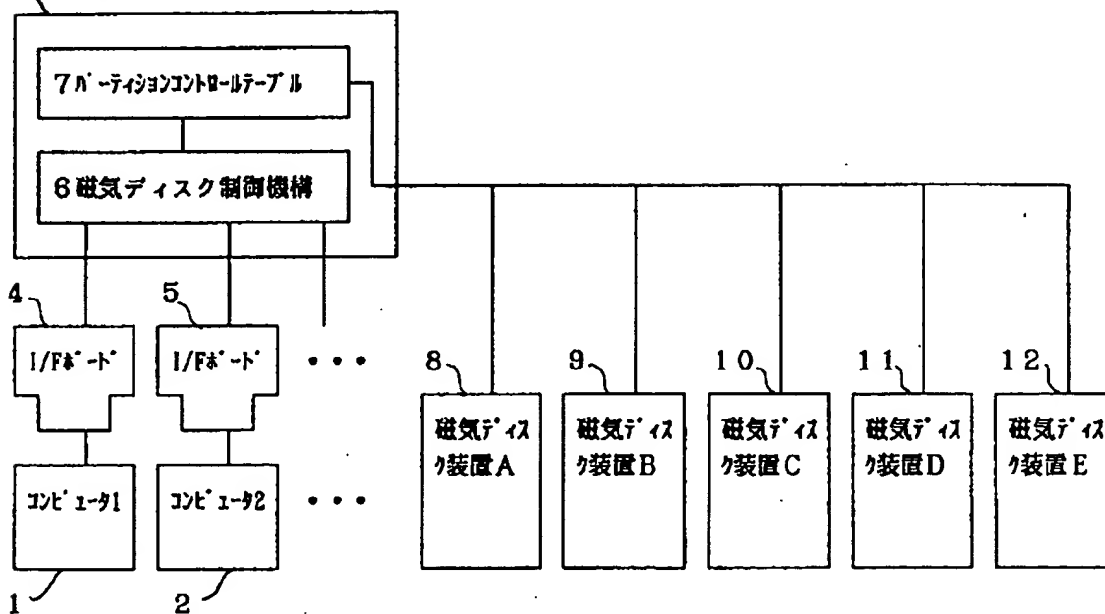 7パーティションコントロールテーブル
6磁気ディスク制御機構
4
5
I/Fボード
I/Fボード
・・・
8
9
10
11
12
磁気ディス
ク装置A
磁気ディス
ク装置B
磁気ディス
ク装置C
磁気ディス
ク装置D
磁気ディス
ク装置E
コンピュータ1
コンピュータ2
・・・
1
2